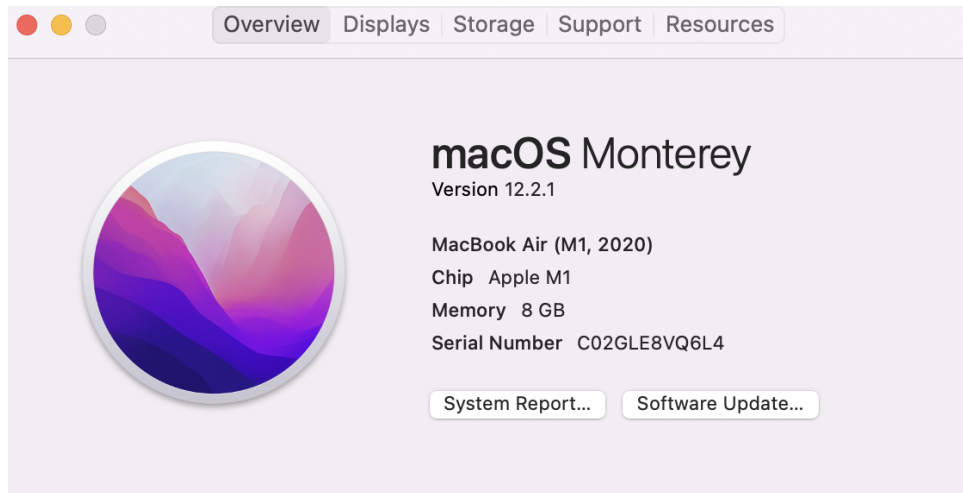 Overview Displays Storage Support Resources
macOS Monterey
Version 12.2.1
MacBook Air (M1, 2020)
Chip Apple M1
Memory 8 GB
Serial Number C02GLE8VQ6L4
System Report... Software Update...